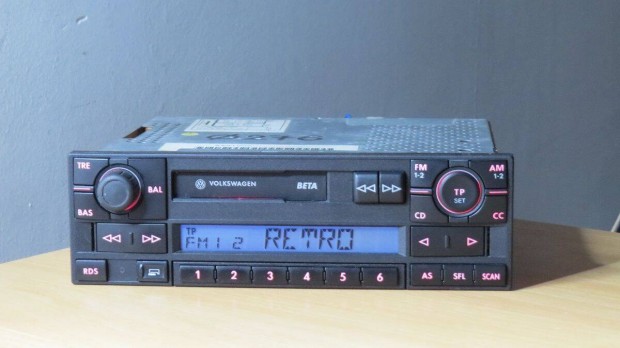 TRE
BAL
BAS
VOLKSWAGEN BETA
FM
1-2
AM
1-2
TP
SET
CD
CC
TP
FM1 2 RETRO
RDS
1 2 3 4 5 6
AS SFL SCAN